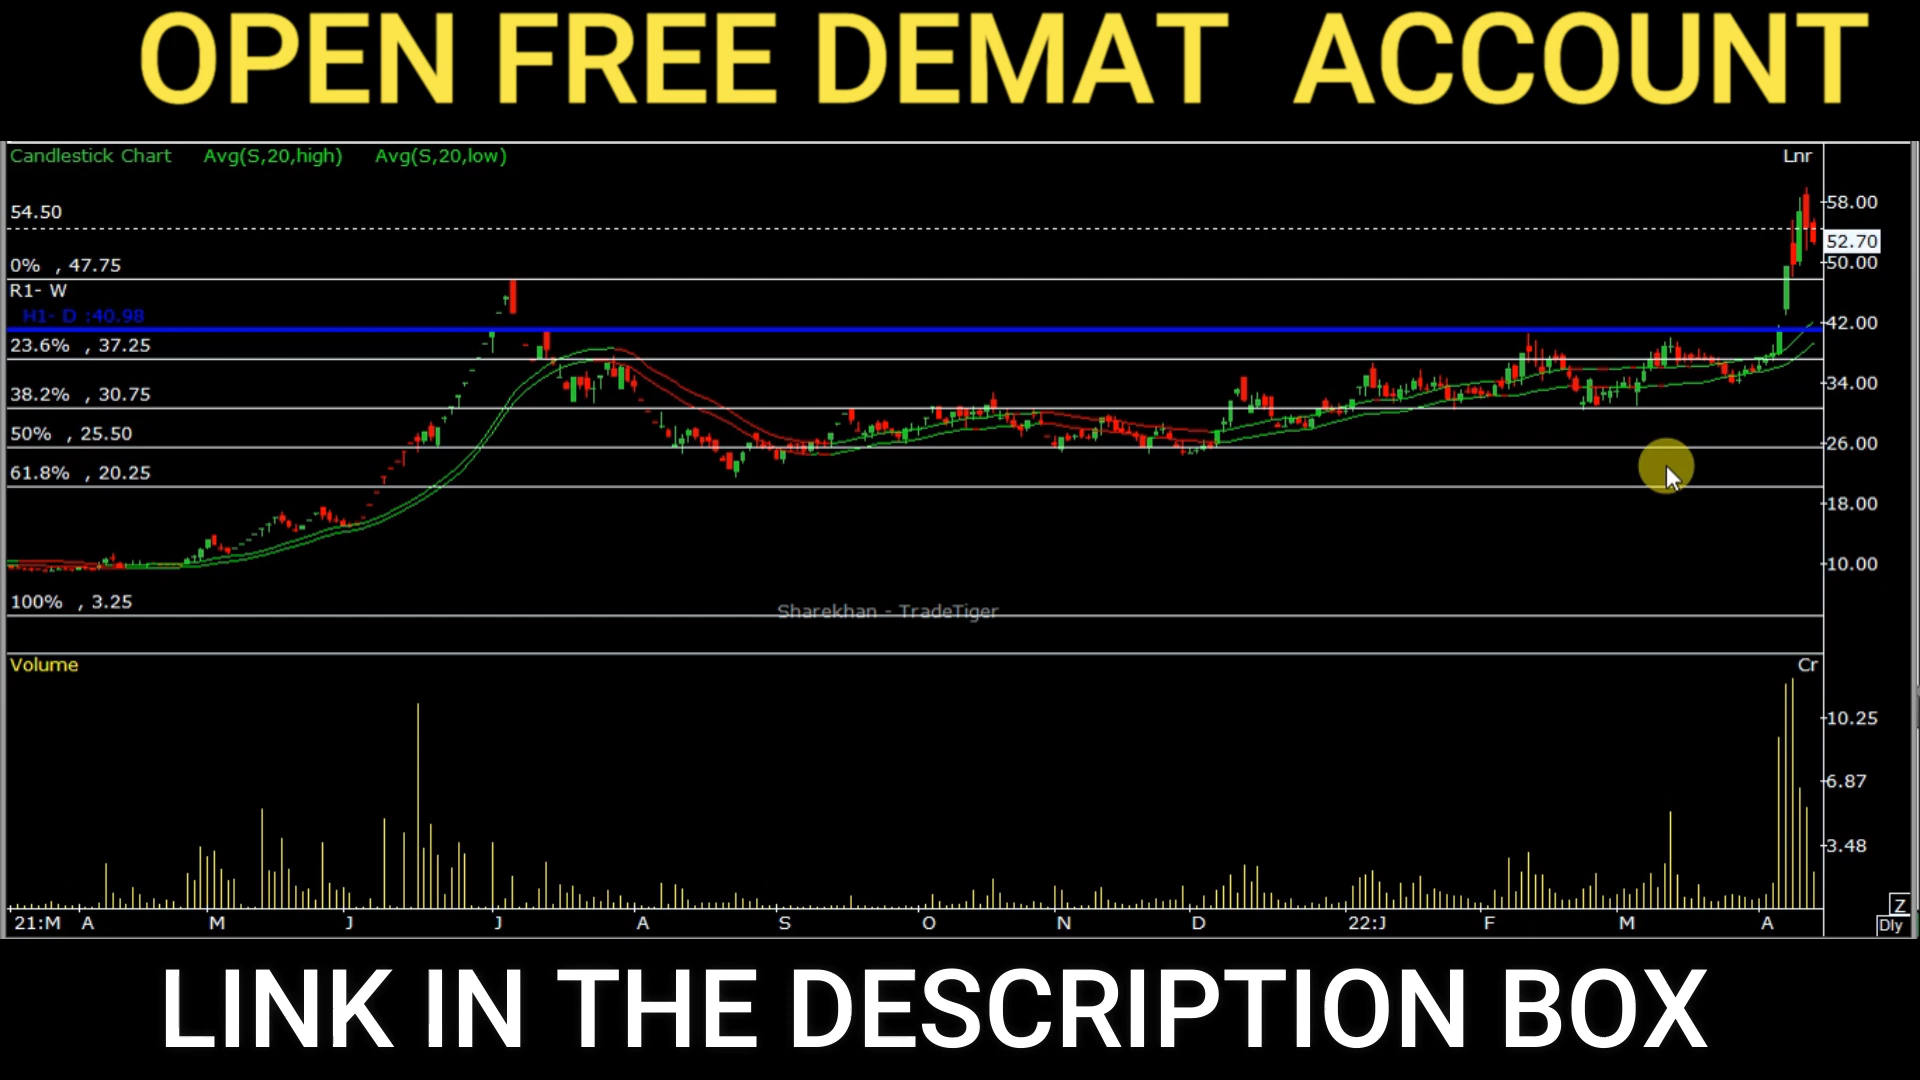 OPEN FREE DEMAT ACCOUNT
Candlestick Chart Avg(S,20,high) Avg(S,20,low) Lnr
54.50
0% , 47.75
R1- W
H1- D :40.98
23.6% , 37.25
38.2% , 30.75
50% , 25.50
61.8% , 20.25
100% , 3.25
58.00
52.70
50.00
42.00
34.00
26.00
18.00
10.00
Sharekhan - TradeTiger
Volume Cr
10.25
6.87
3.48
21:M A M J J A S O N D 22:J F M A
Z
Dly
LINK IN THE DESCRIPTION BOX